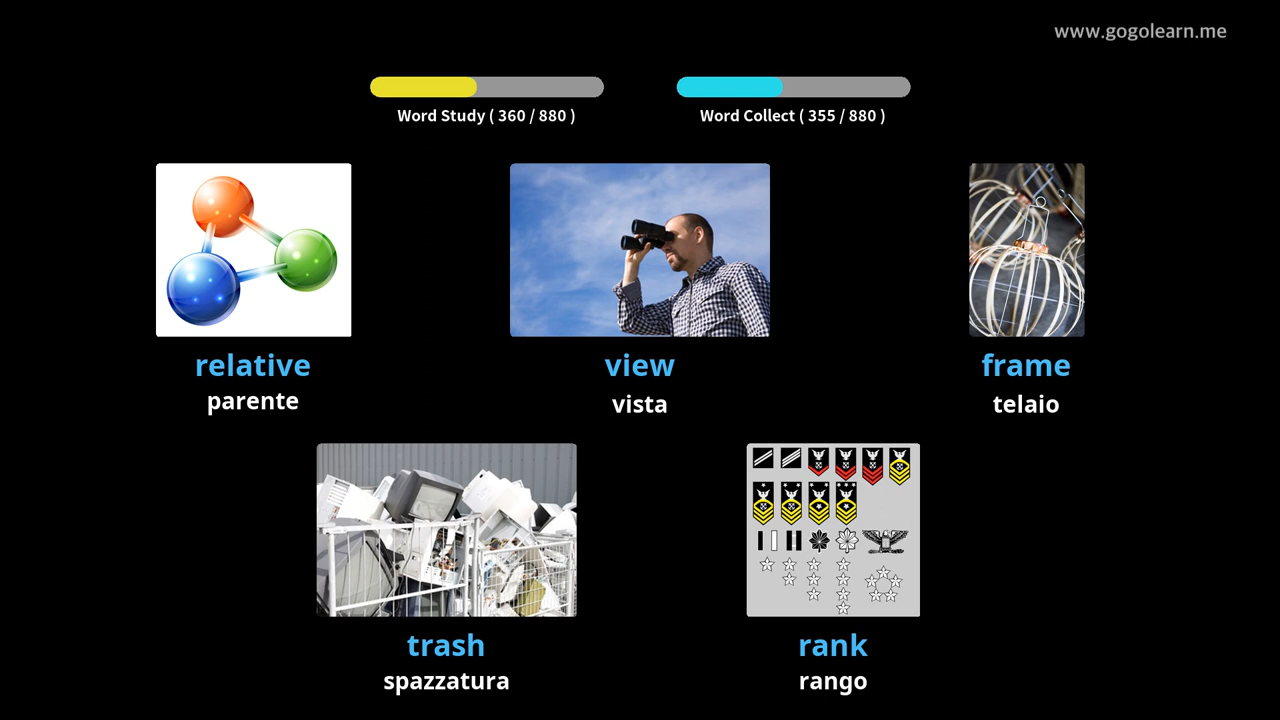 www.gogolearn.me
Word Study ( 360 / 880 )
Word Collect ( 355 / 880 )
relative
parente
view
vista
frame
telaio
trash
spazzatura
rank
rango